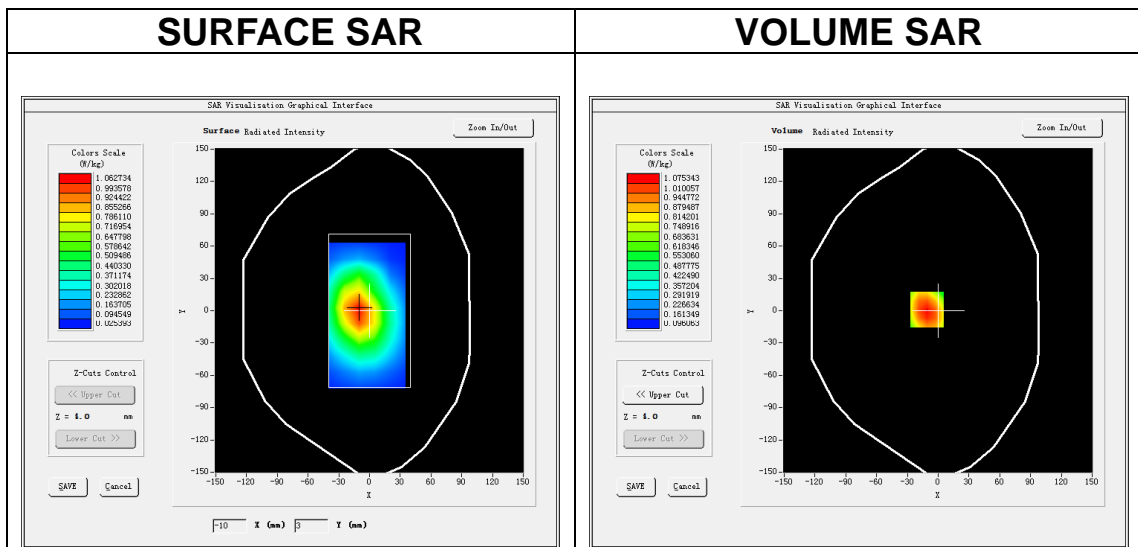 SURFACE SAR
VOLUME SAR
SAR Visualisation Graphical Interface
Surface Radiated Intensity
Zoom In/Out
Colors Scale
(W/kg)
1.062734
0.993578
0.924422
0.855266
0.786110
0.716954
0.647798
0.578642
0.509486
0.440330
0.371174
0.302018
0.232862
0.163705
0.094549
0.025393
Z-Cuts Control
<< Upper Cut
Z = 4.0 mm
Lower Cut >>
SAVE Cancel
150
120
90
60
30
0
-30
-60
-90
-120
-150
Y
-150 -120 -90 -60 -30 0 30 60 90 120 150
X
-10 X (mm) 3 Y (mm)
SAR Visualisation Graphical Interface
Volume Radiated Intensity
Zoom In/Out
Colors Scale
(W/kg)
1.075343
1.010057
0.944772
0.879487
0.814201
0.748916
0.683631
0.618346
0.553060
0.487775
0.422490
0.357204
0.291919
0.226634
0.161349
0.096063
Z-Cuts Control
<< Upper Cut
Z = 4.0 mm
Lower Cut >>
SAVE Cancel
150
120
90
60
30
0
-30
-60
-90
-120
-150
Y
-150 -120 -90 -60 -30 0 30 60 90 120 150
X